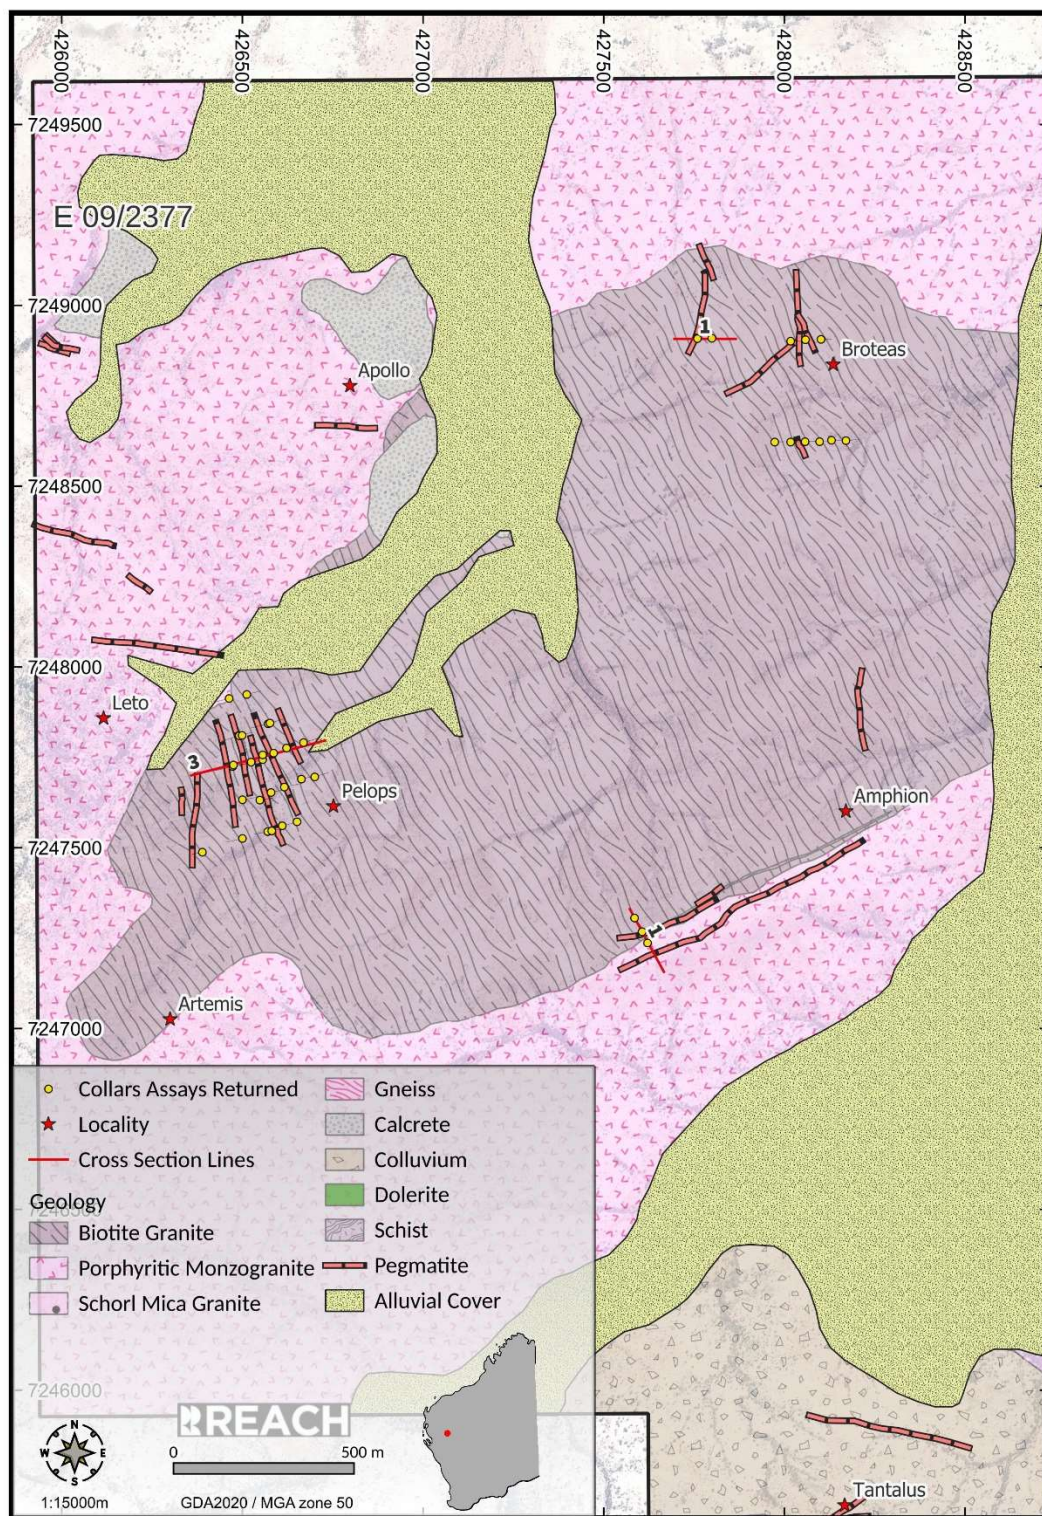 426000
426500
427000
427500
428000
428500
7249500
E 09/2377
7249000
1
Broteas
Apollo
7248500
7248000
Leto
3
Pelops
Amphion
7247500
1
Artemis
7247000
Collars Assays Returned
Locality
Cross Section Lines
Geology
Biotite Granite
Porphyritic Monzogranite
Schorl Mica Granite
Gneiss
Calcrete
Colluvium
Dolerite
Schist
Pegmatite
Alluvial Cover
7246500
7246000
REACH
N
W E
S
0 500 m
1:15000m
GDA2020 / MGA zone 50
Tantalus